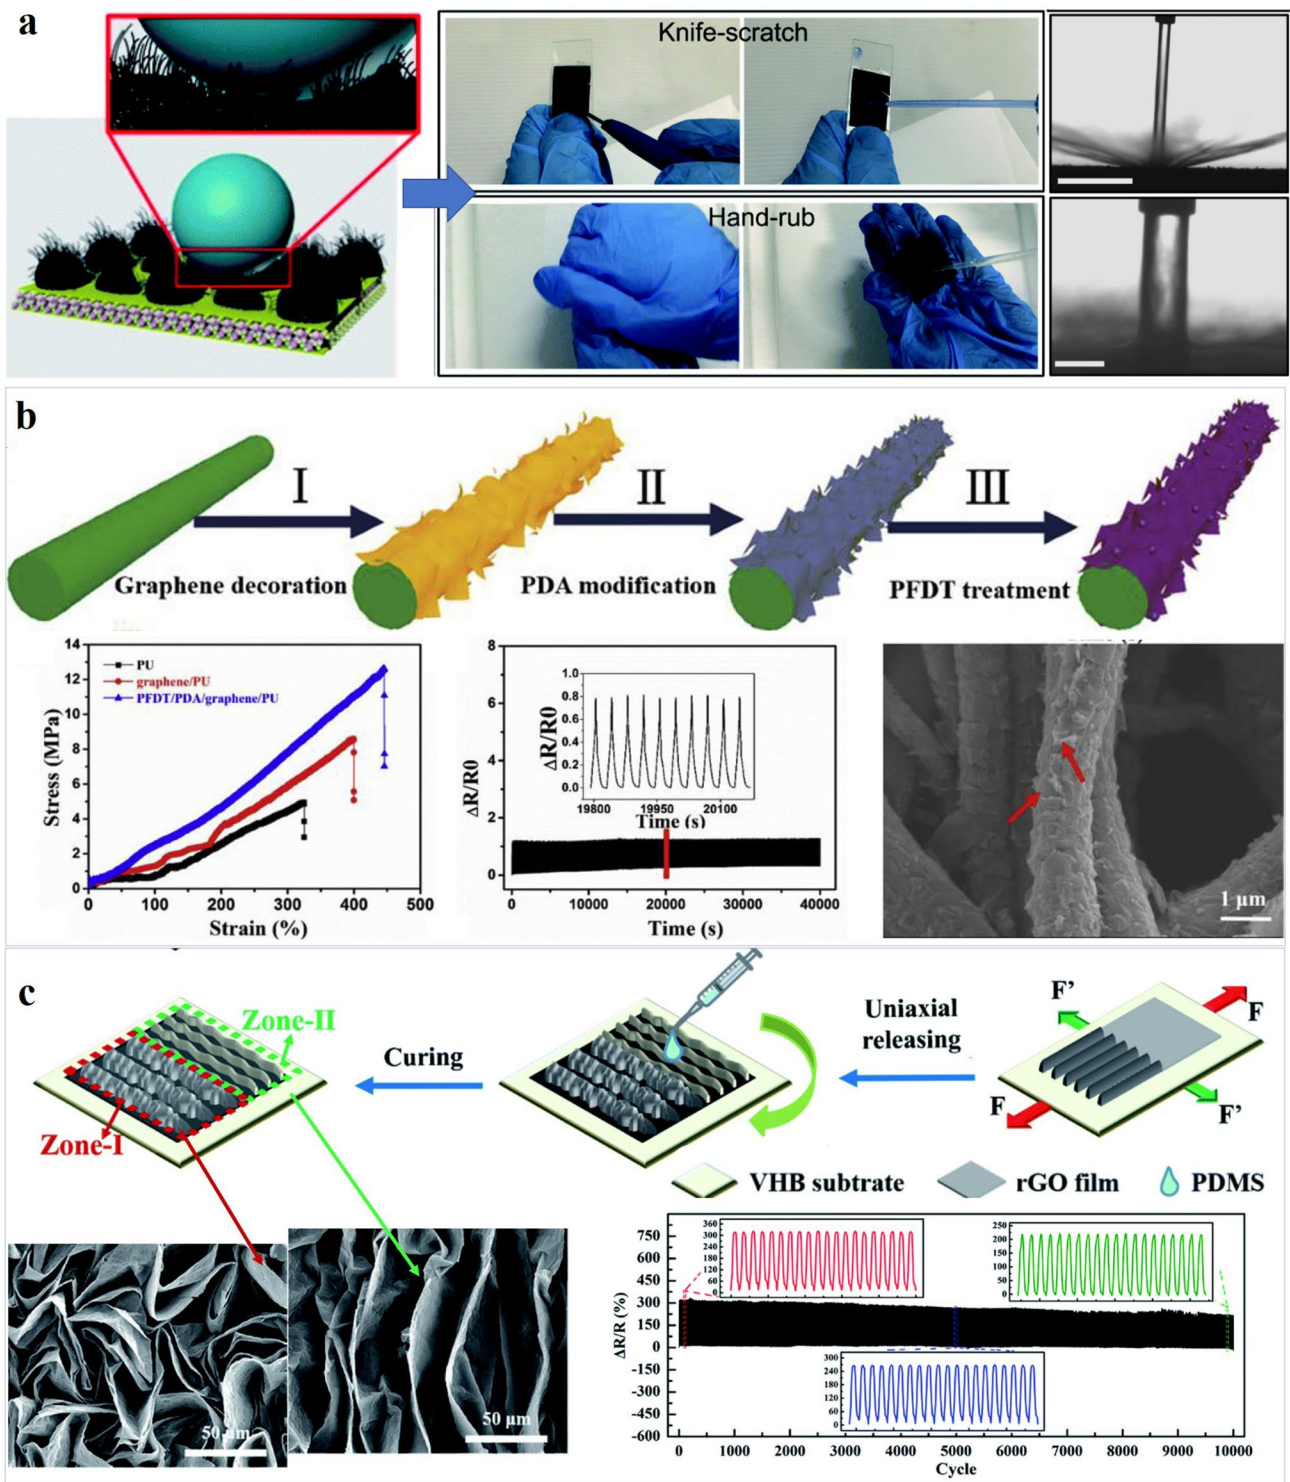 a
Knife-scratch
Hand-rub
b
I
II
III
Graphene decoration
PDA modification
PFDT treatment
14
12
10
8
6
4
2
0
Stress (MPa)
PU
graphene/PU
PFDT/PDA/graphene/PU
0 100 200 300 400 500
Strain (%)
8
6
4
2
0
ΔR/R0
1.0
0.8
0.6
0.4
0.2
0.0
ΔR/R0
19800 19950 20100
Time (s)
0 10000 20000 30000 40000
Time (s)
1 μm
c
Zone-II
Zone-I
Curing
Uniaxial
releasing
F'
F
F
F'
VHB subtrate
rGO film
PDMS
50 μm
50 μm
750
600
450
300
150
0
-150
-300
-450
-600
ΔR/R (%)
360
300
240
180
120
60
0
250
200
150
100
50
0
300
240
180
120
60
0
0 1000 2000 3000 4000 5000 6000 7000 8000 9000 10000
Cycle